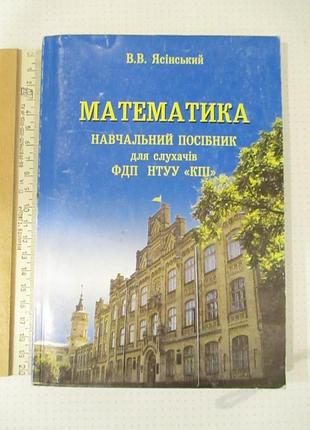 В.В. Ясінський
МАТЕМАТИКА
НАВЧАЛЬНИЙ ПОСІБНИК
для слухачів
ФДП НТУУ «КПІ»